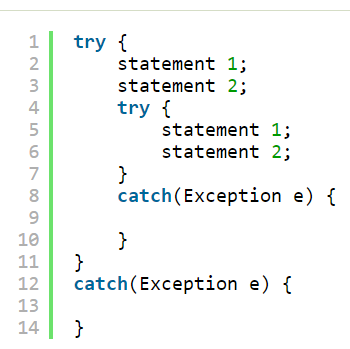 1 try {
2     statement 1;
3     statement 2;
4     try {
5         statement 1;
6         statement 2;
7     }
8     catch(Exception e) {
9
10     }
11 }
12 catch(Exception e) {
13
14 }